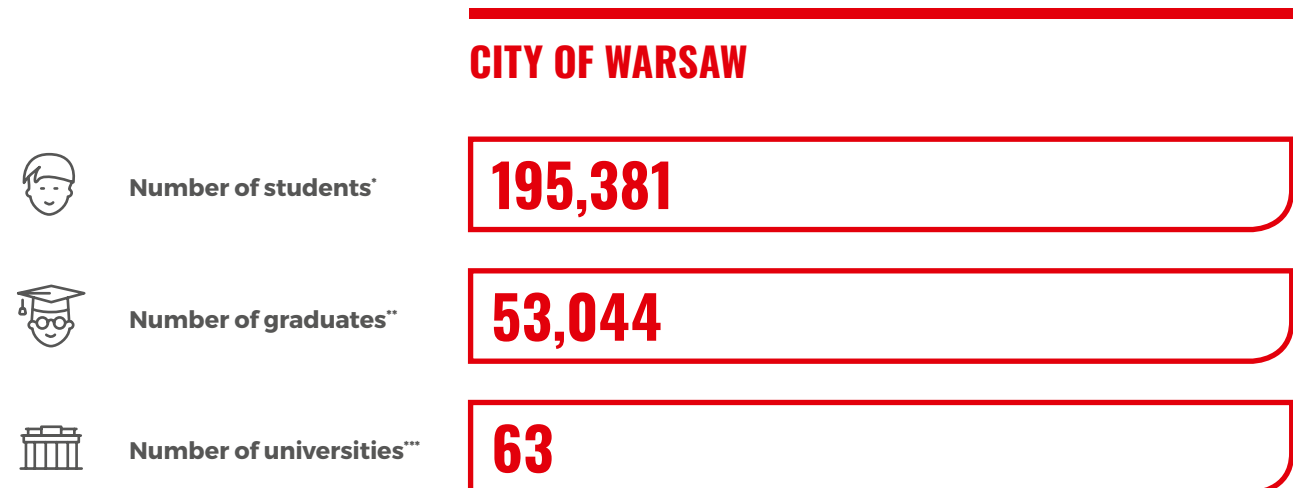 CITY OF WARSAW
Number of students* 195,381
Number of graduates** 53,044
Number of universities*** 63